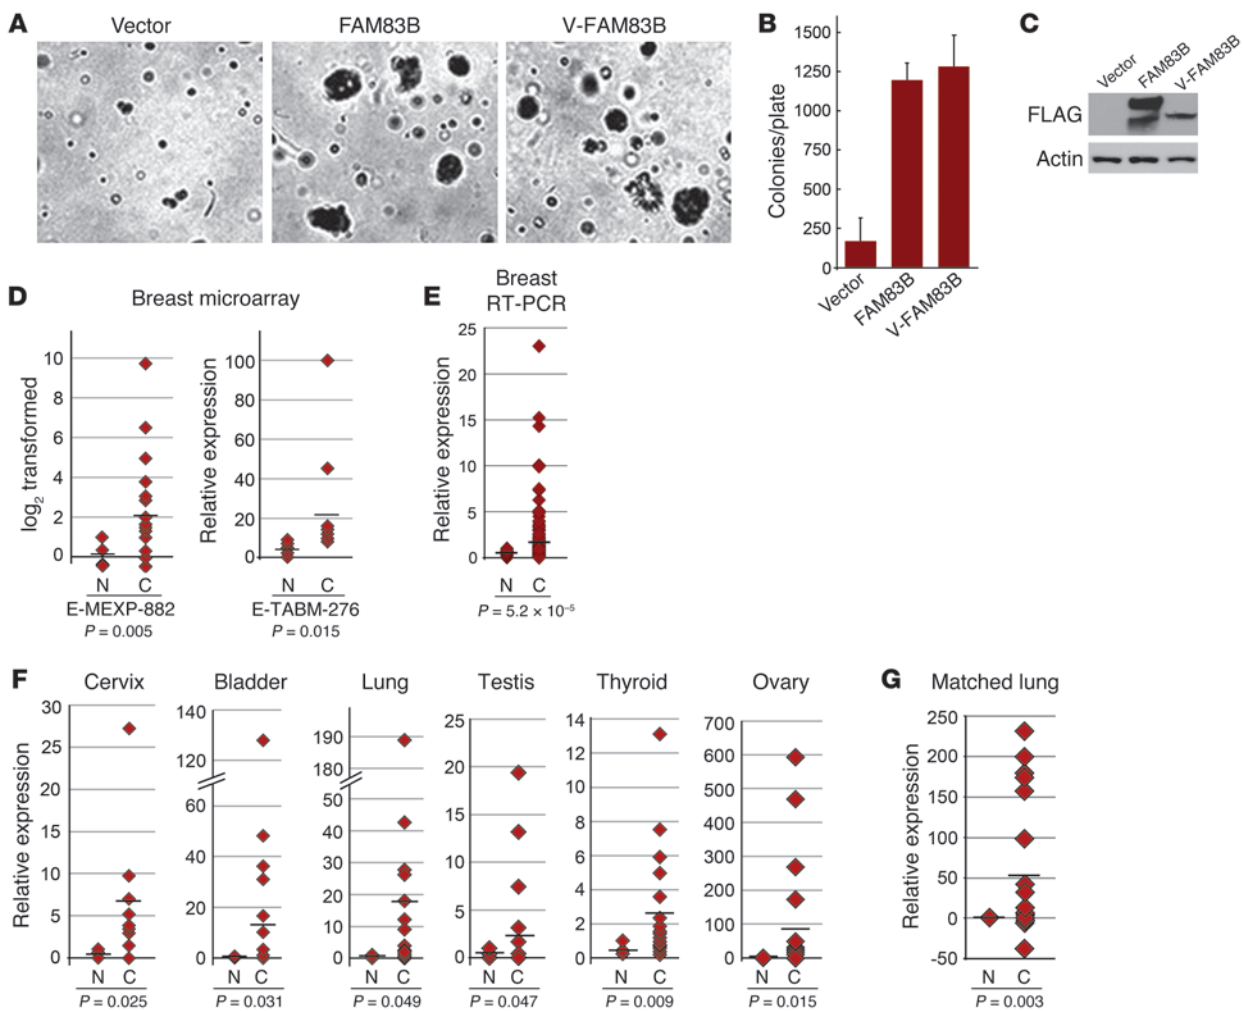 A
Vector
FAM83B
V-FAM83B
B
Colonies/plate
1500
1250
1000
750
500
250
0
Vector
FAM83B
V-FAM83B
C
Vector
FAM83B
V-FAM83B
FLAG
Actin
D
Breast microarray
log2 transformed
10
8
6
4
2
0
N C
E-MEXP-882
P = 0.005
Relative expression
100
80
60
40
20
0
N C
E-TABM-276
P = 0.015
E
Breast
RT-PCR
Relative expression
25
20
15
10
5
0
N C
P = 5.2 × 10⁻⁵
F
Relative expression
Cervix
30
25
20
15
10
5
0
N C
P = 0.025
Bladder
140
120
60
40
20
0
N C
P = 0.031
Lung
190
180
50
40
30
20
10
0
N C
P = 0.049
Testis
25
20
15
10
5
0
N C
P = 0.047
Thyroid
14
12
10
8
6
4
2
0
N C
P = 0.009
Ovary
700
600
500
400
300
200
100
0
N C
P = 0.015
G
Matched lung
Relative expression
250
200
150
100
50
0
-50
N C
P = 0.003